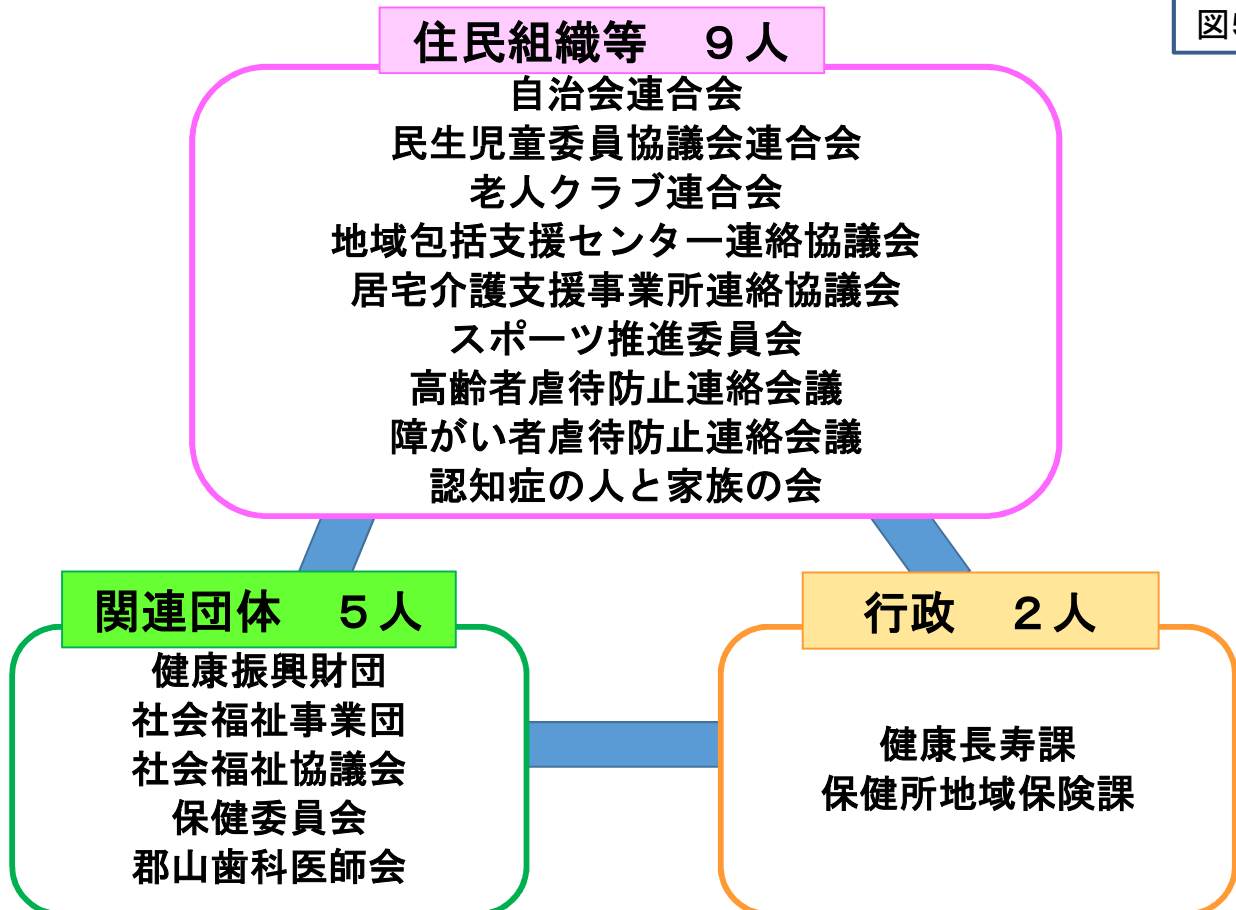 図5
住民組織等　９人
自治会連合会
民生児童委員協議会連合会
老人クラブ連合会
地域包括支援センター連絡協議会
居宅介護支援事業所連絡協議会
スポーツ推進委員会
高齢者虐待防止連絡会議
障がい者虐待防止連絡会議
認知症の人と家族の会
関連団体　５人
健康振興財団
社会福祉事業団
社会福祉協議会
保健委員会
郡山歯科医師会
行政　２人
健康長寿課
保健所地域保険課